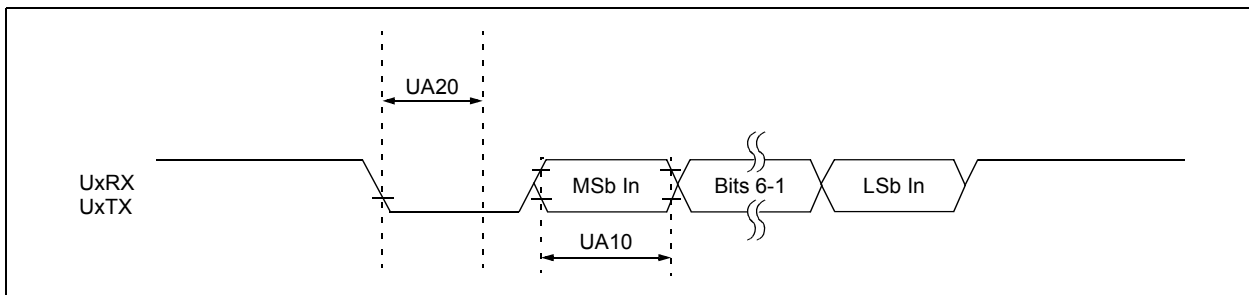 UA20
UxRX
UxTX
MSb In
Bits 6-1
LSb In
UA10